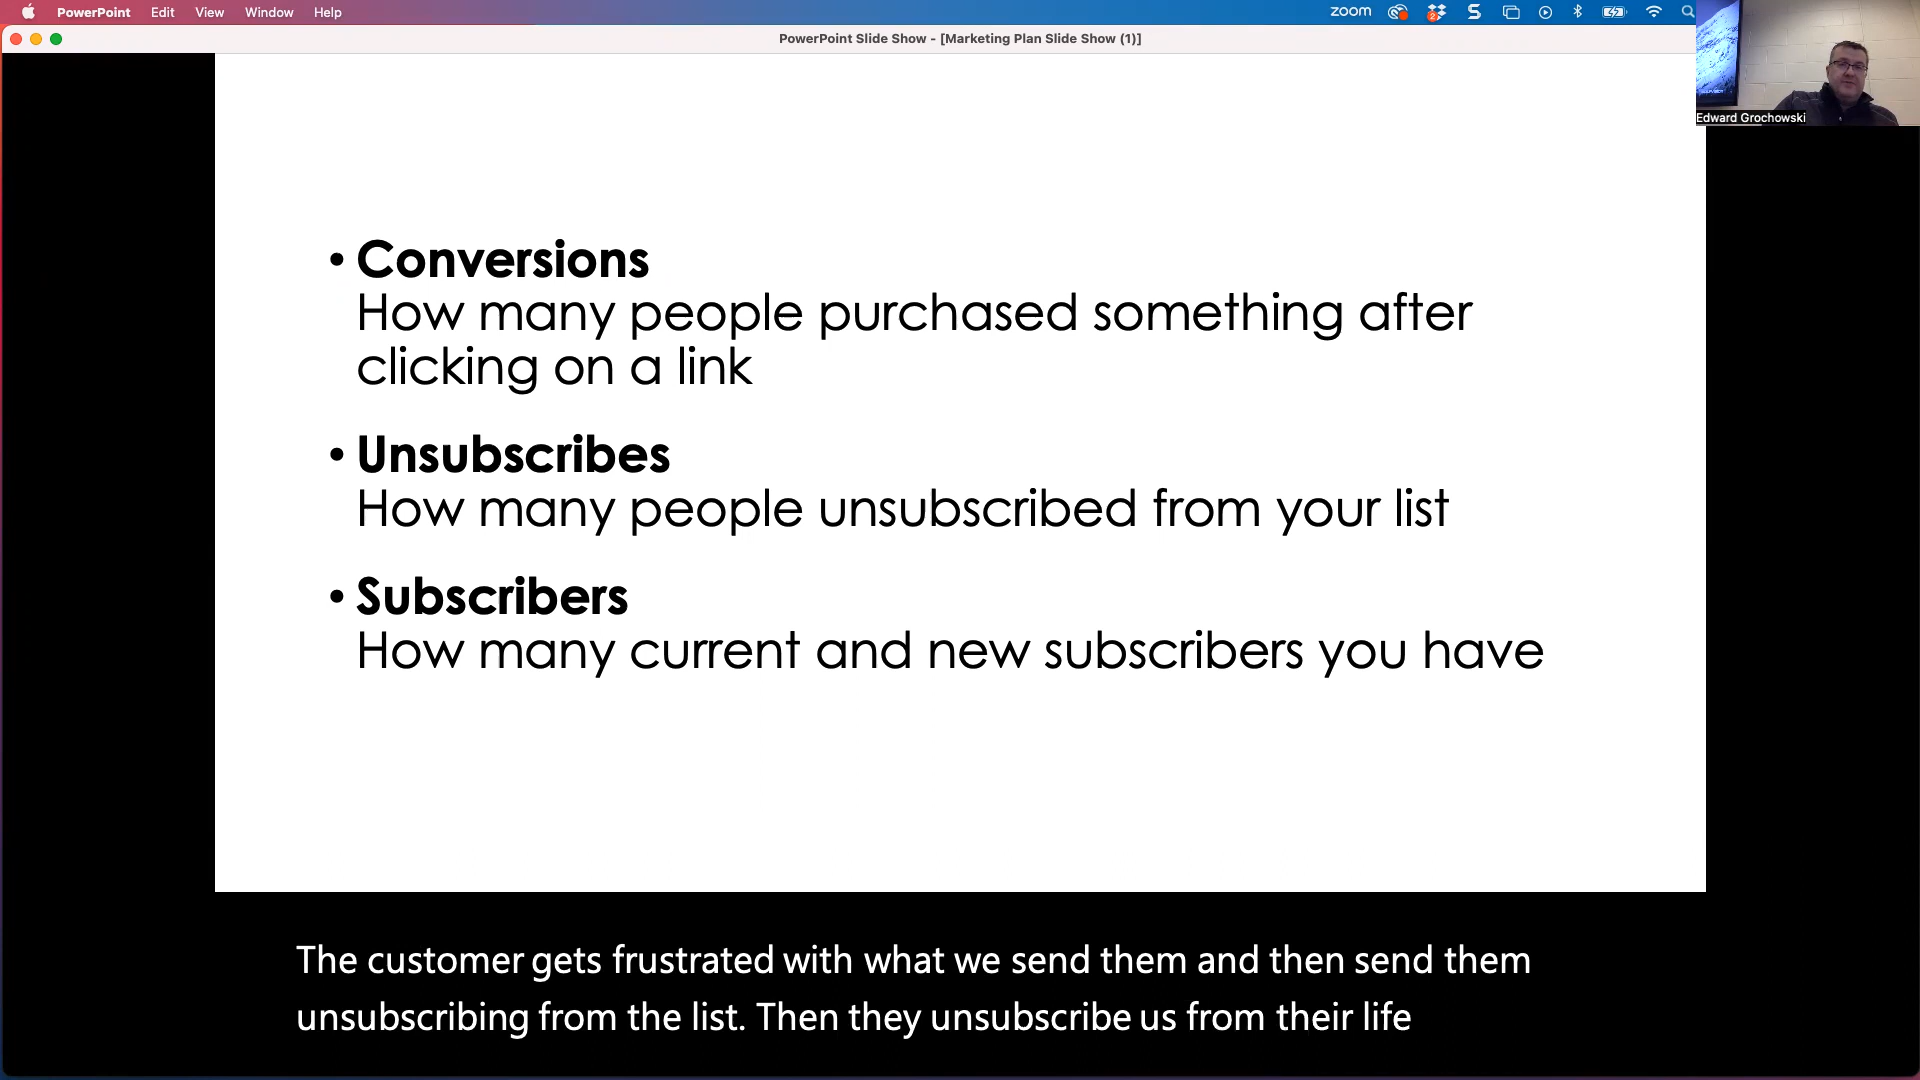 PowerPoint Edit View Window Help
zoom
2
S
PowerPoint Slide Show - [Marketing Plan Slide Show (1)]
Edward Grochowski
• Conversions
How many people purchased something after
clicking on a link
• Unsubscribes
How many people unsubscribed from your list
• Subscribers
How many current and new subscribers you have
The customer gets frustrated with what we send them and then send them
unsubscribing from the list. Then they unsubscribe us from their life